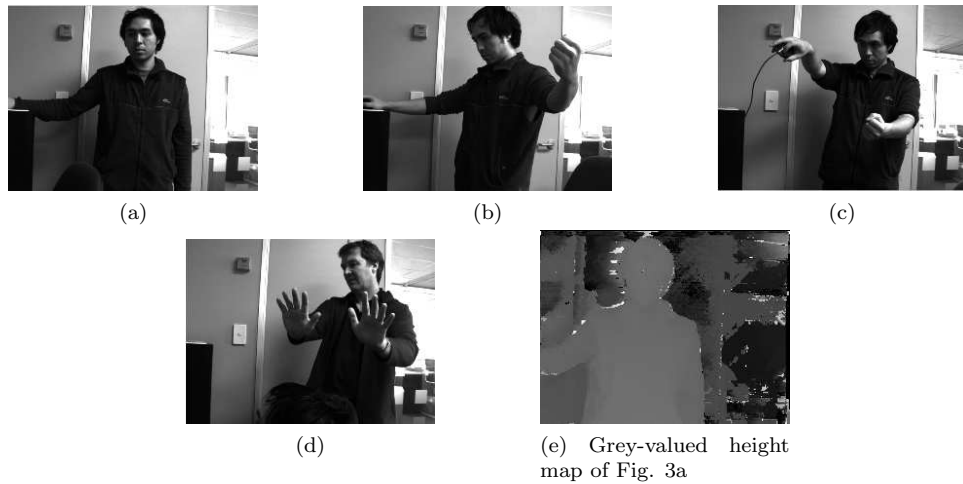 (a)
(b)
(c)
(d)
(e) Grey-valued height
map of Fig. 3a